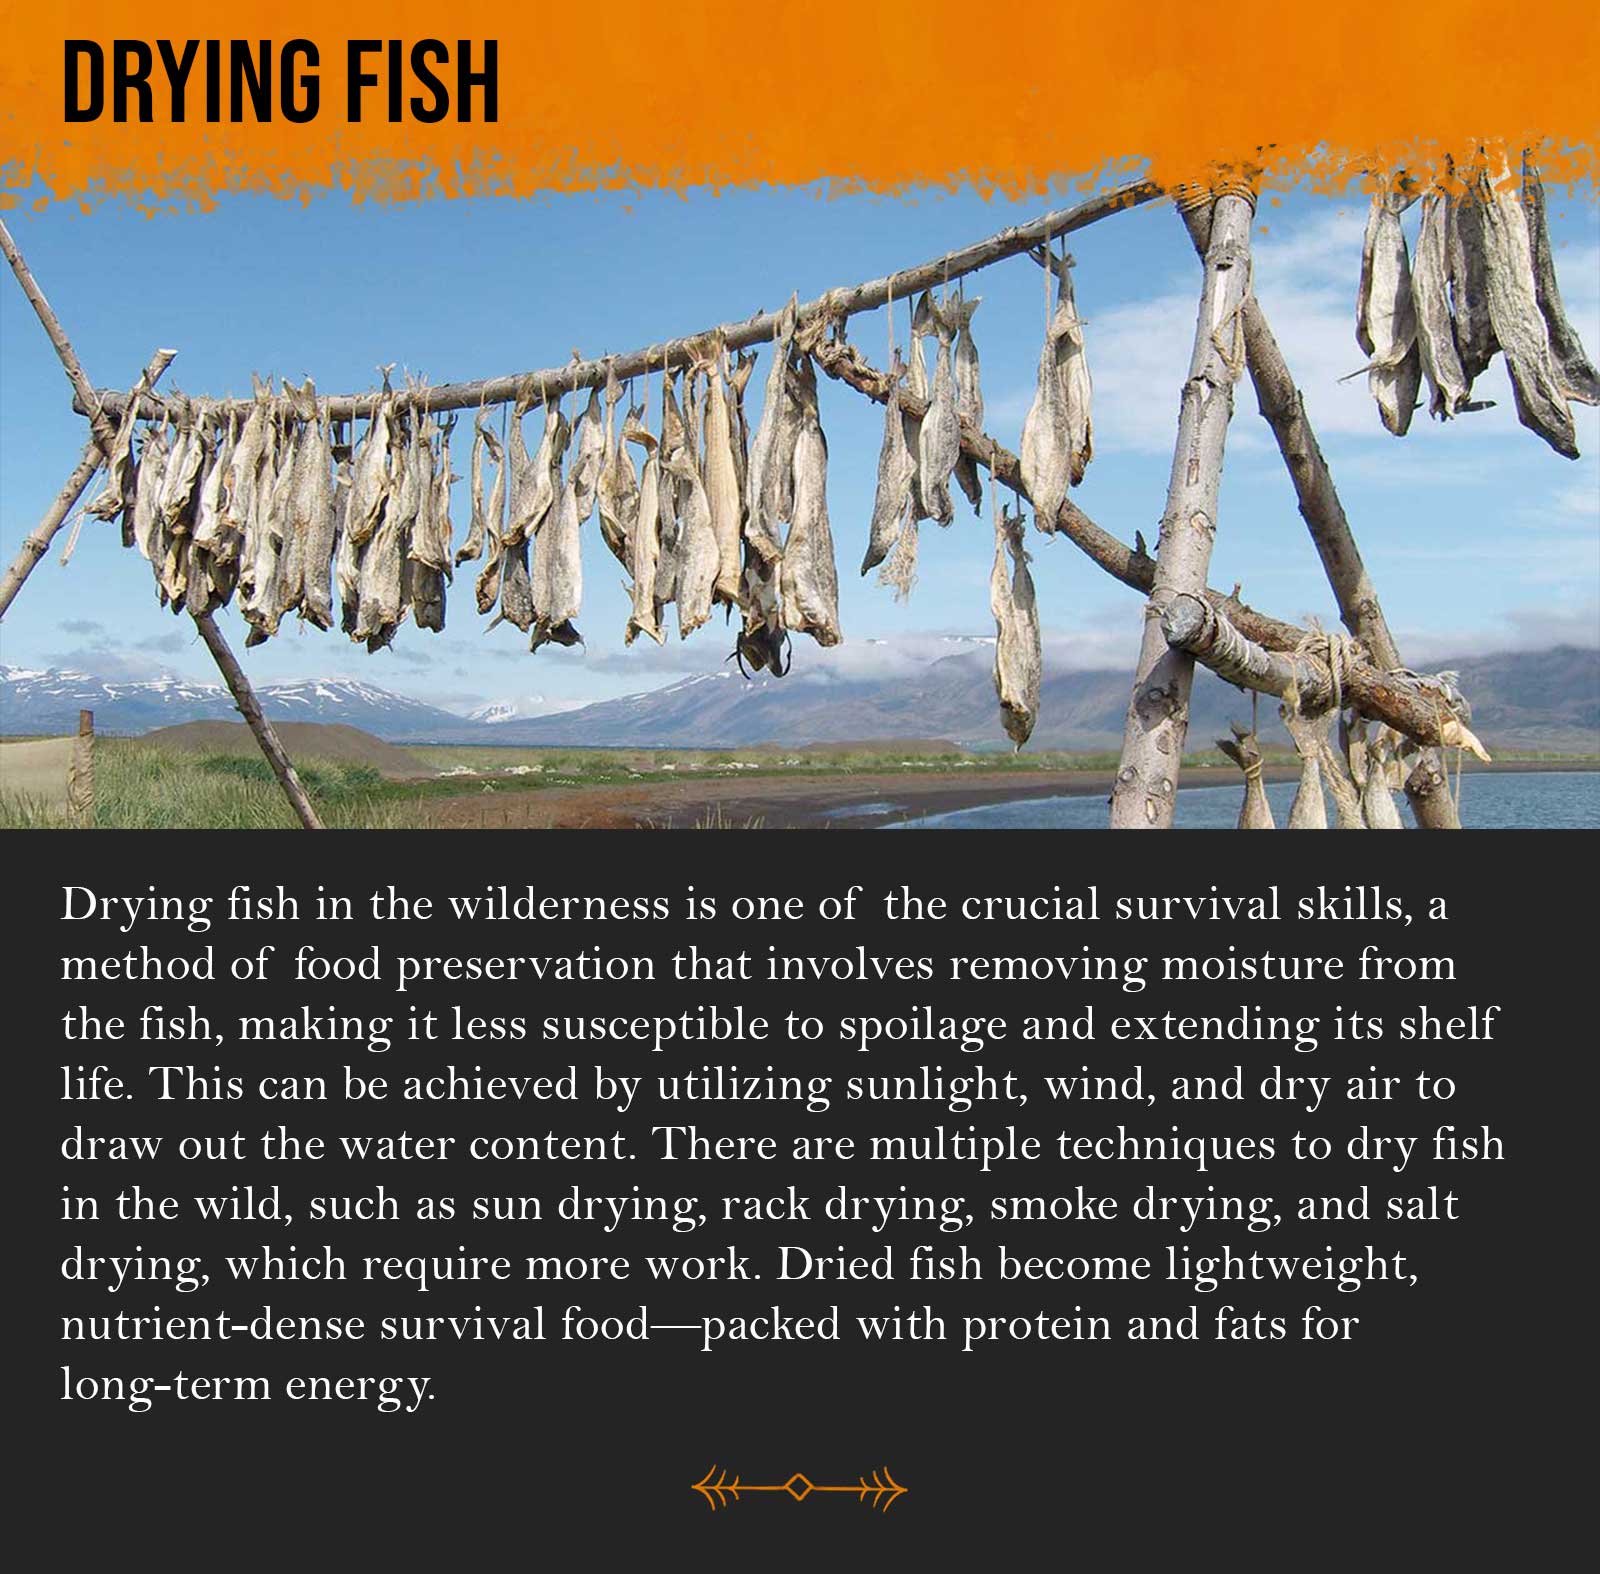 DRYING FISH
Drying fish in the wilderness is one of the crucial survival skills, a
method of food preservation that involves removing moisture from
the fish, making it less susceptible to spoilage and extending its shelf
life. This can be achieved by utilizing sunlight, wind, and dry air to
draw out the water content. There are multiple techniques to dry fish
in the wild, such as sun drying, rack drying, smoke drying, and salt
drying, which require more work. Dried fish become lightweight,
nutrient-dense survival food—packed with protein and fats for
long-term energy.